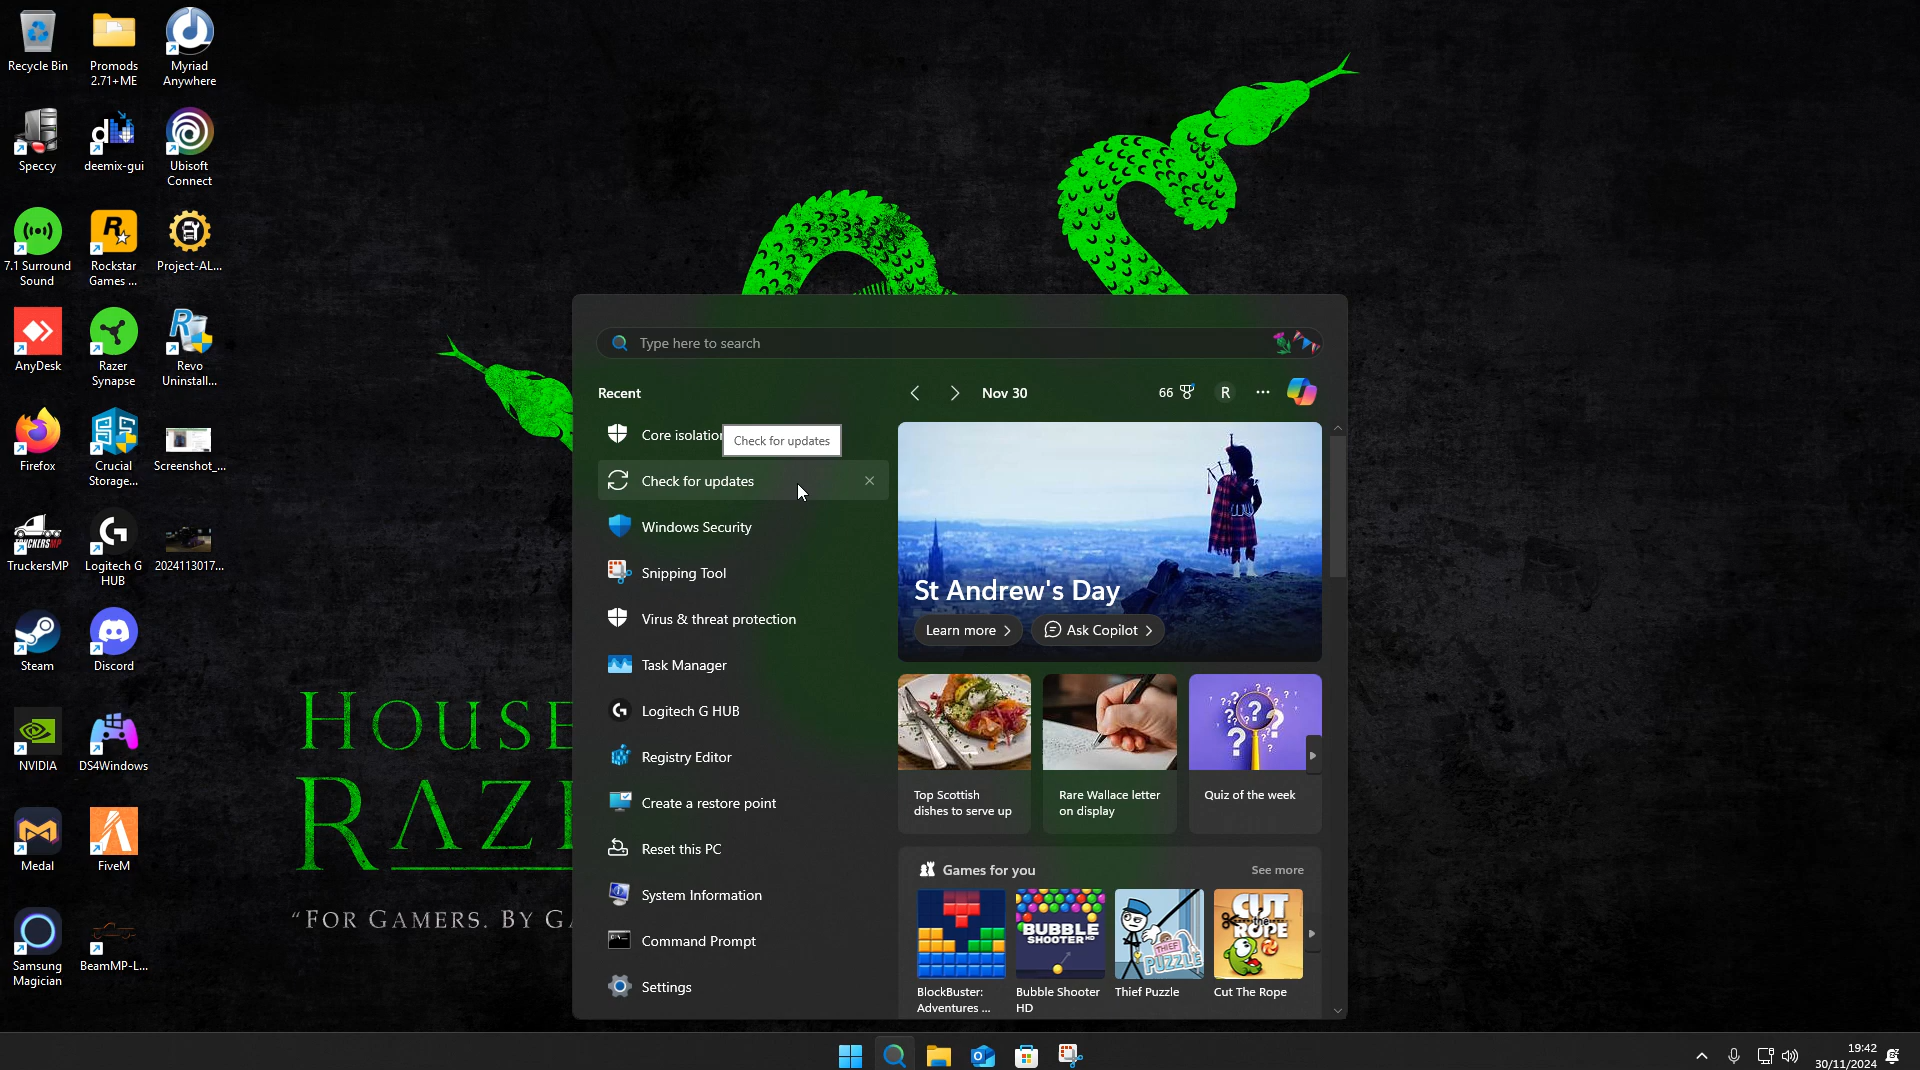 Recycle Bin
Promods
2.71+ME
Myriad
Anywhere
Speccy
deemix-gui
Ubisoft
Connect
7.1 Surround
Sound
Rockstar
Games ...
Project-AL...
AnyDesk
Razer
Synapse
Revo
Uninstall...
Firefox
Crucial
Storage...
Screenshot_...
TruckersMP
Logitech G
HUB
2024113017...
Steam
Discord
NVIDIA
DS4Windows
Medal
FiveM
Samsung
Magician
BeamMP-L...
HOUSE
RAZE
“FOR GAMERS. BY GA
Type here to search
Recent
Core isolation
Check for updates
Check for updates
Windows Security
Snipping Tool
Virus & threat protection
Task Manager
Logitech G HUB
Registry Editor
Create a restore point
Reset this PC
System Information
Command Prompt
Settings
Nov 30
66
R
St Andrew's Day
Learn more
Ask Copilot
Top Scottish
dishes to serve up
Rare Wallace letter
on display
Quiz of the week
Games for you
See more
BUBBLE
SHOOTER HD
THIEF
PUZZLE
CUT
the
ROPE
BlockBuster:
Adventures ...
Bubble Shooter
HD
Thief Puzzle
Cut The Rope
19:42
30/11/2024